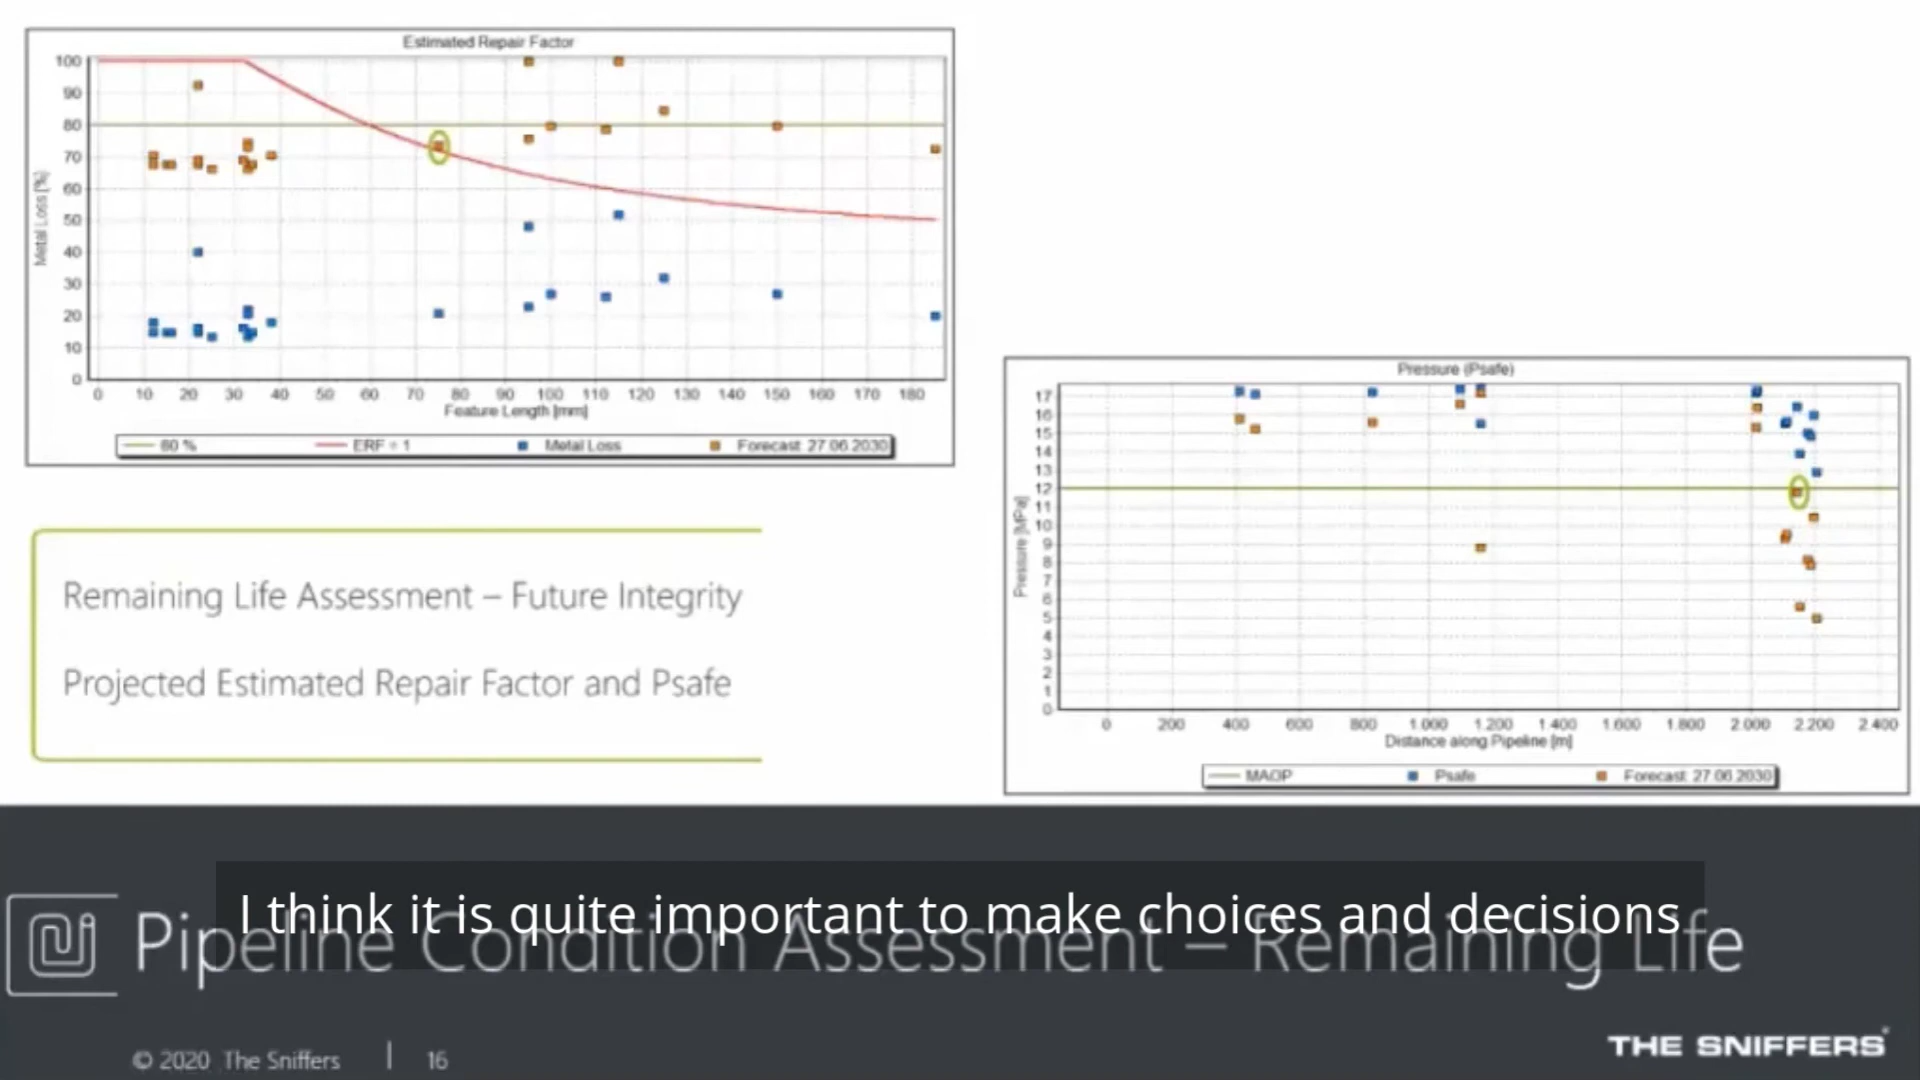 Estimated Repair Factor
100
90
80
70
60
50
40
30
20
10
0
Metal Loss [%]
0 10 20 30 40 50 60 70 80 90 100 110 120 130 140 150 160 170 180
Feature Length [mm]
80 % ERF = 1 Metal Loss Forecast: 27.06.2030
Remaining Life Assessment – Future Integrity
Projected Estimated Repair Factor and Psafe
Pressure (Psafe)
17
16
15
14
13
12
11
10
9
8
7
6
5
4
3
2
1
0
Pressure [MPa]
0 200 400 600 800 1.000 1.200 1.400 1.600 1.800 2.000 2.200 2.400
Distance along Pipeline [m]
MAOP Psafe Forecast: 27.06.2030
I think it is quite important to make choices and decisions
Pipeline Condition Assessment – Remaining Life
© 2020 The Sniffers | 16
THE SNIFFERS